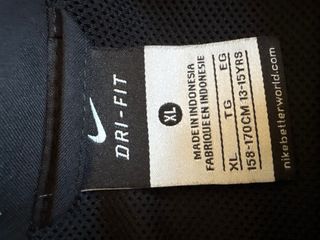 DRI-FIT
XL
MADE IN INDONESIA
FABRIQUE EN INDONESIE
TG EG
XL
158-170CM 13-15YRS
nikebetterworld.com